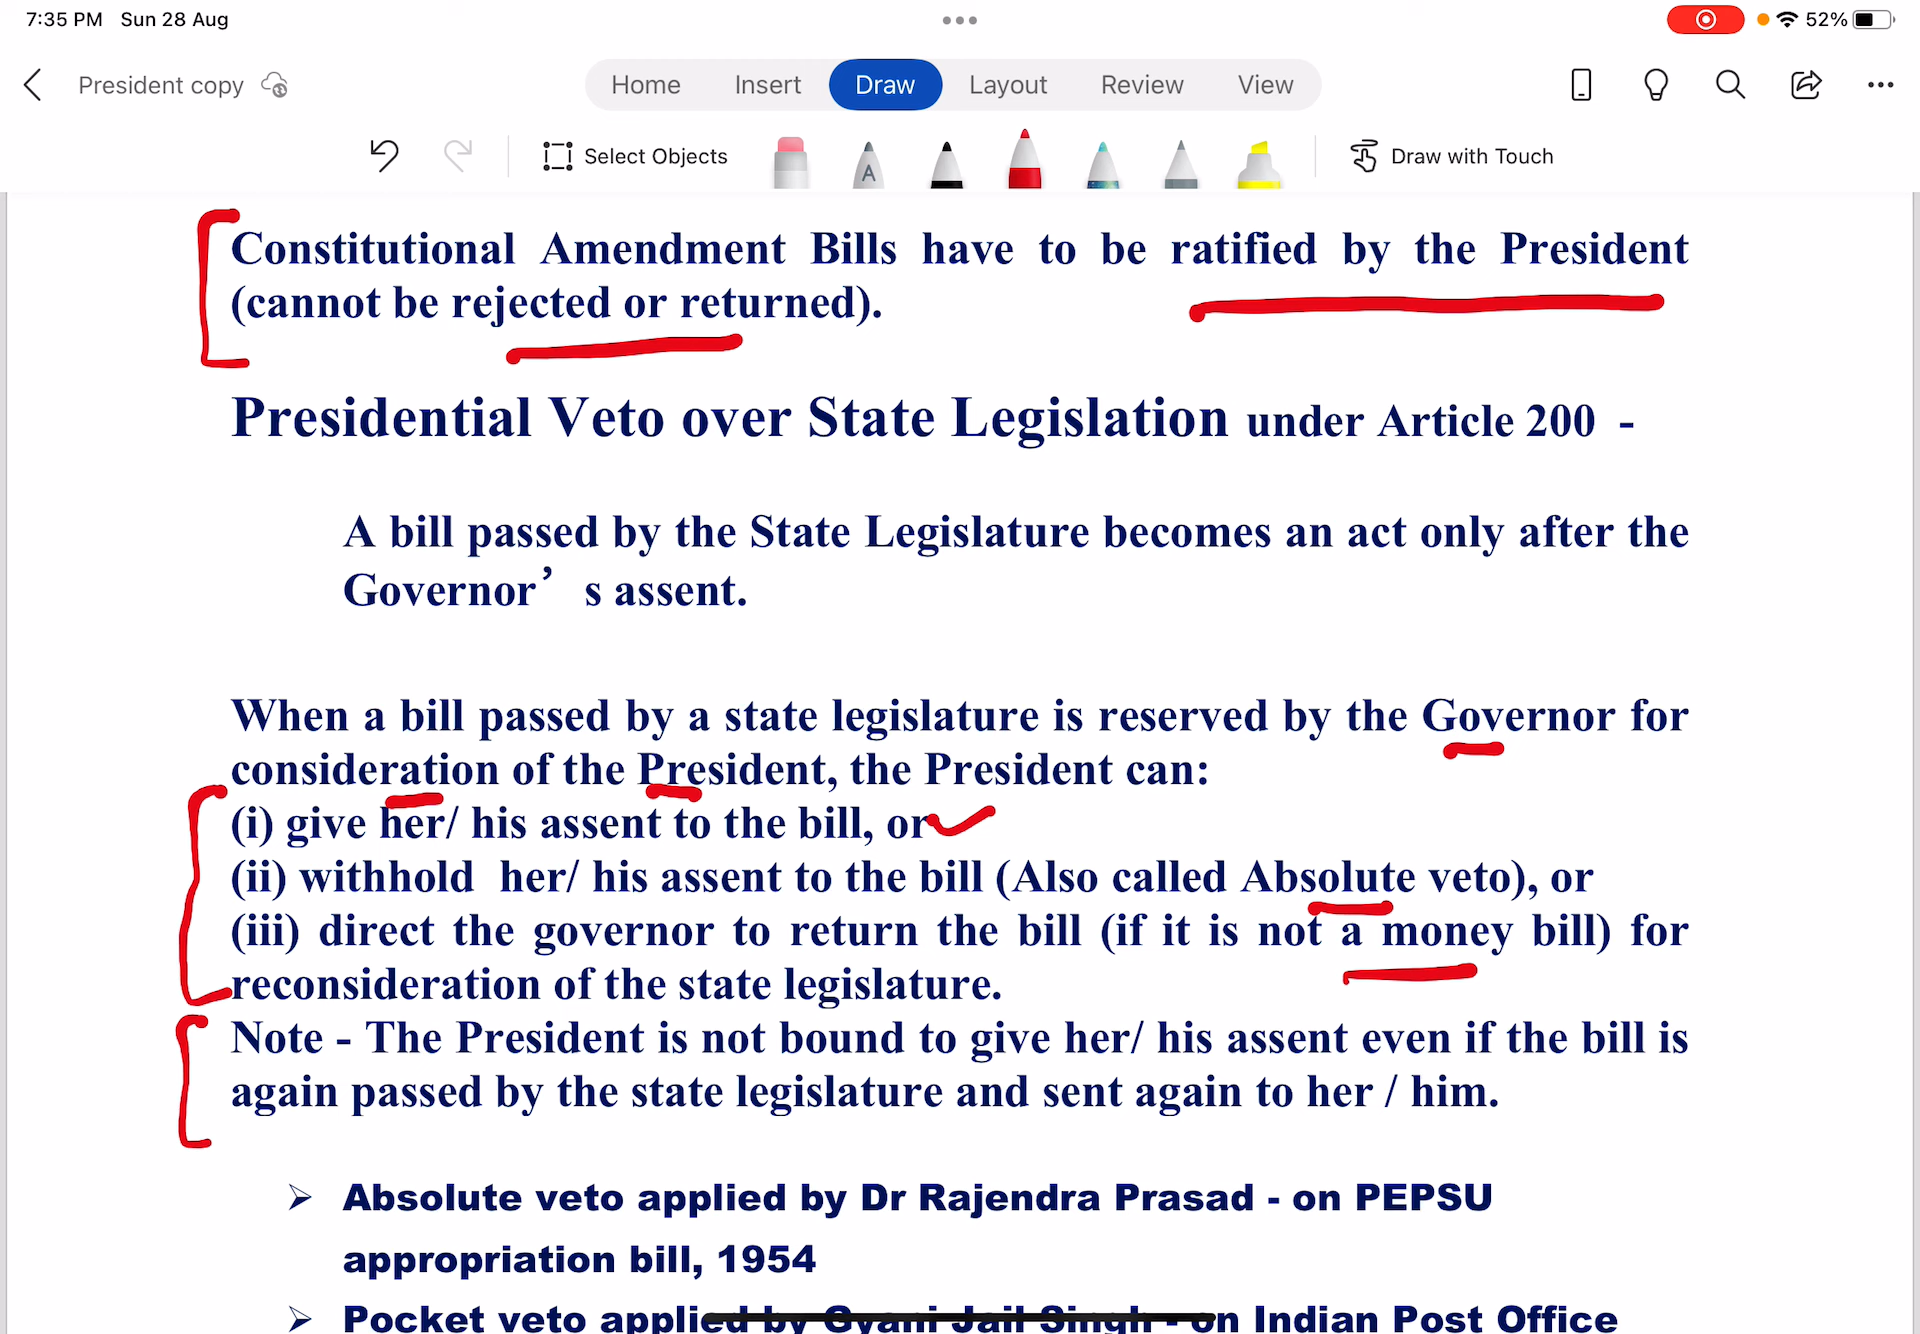 7:35 PM Sun 28 Aug
52%
President copy
Home Insert Draw Layout Review View
Select Objects
A
Draw with Touch
Constitutional Amendment Bills have to be ratified by the President
(cannot be rejected or returned).
Presidential Veto over State Legislation under Article 200 -
A bill passed by the State Legislature becomes an act only after the
Governor’ s assent.
When a bill passed by a state legislature is reserved by the Governor for
consideration of the President, the President can:
(i) give her/ his assent to the bill, or
(ii) withhold her/ his assent to the bill (Also called Absolute veto), or
(iii) direct the governor to return the bill (if it is not a money bill) for
reconsideration of the state legislature.
Note - The President is not bound to give her/ his assent even if the bill is
again passed by the state legislature and sent again to her / him.
➢ Absolute veto applied by Dr Rajendra Prasad - on PEPSU
appropriation bill, 1954
➢ Pocket veto applied by Gyani Jail Singh - on Indian Post Office